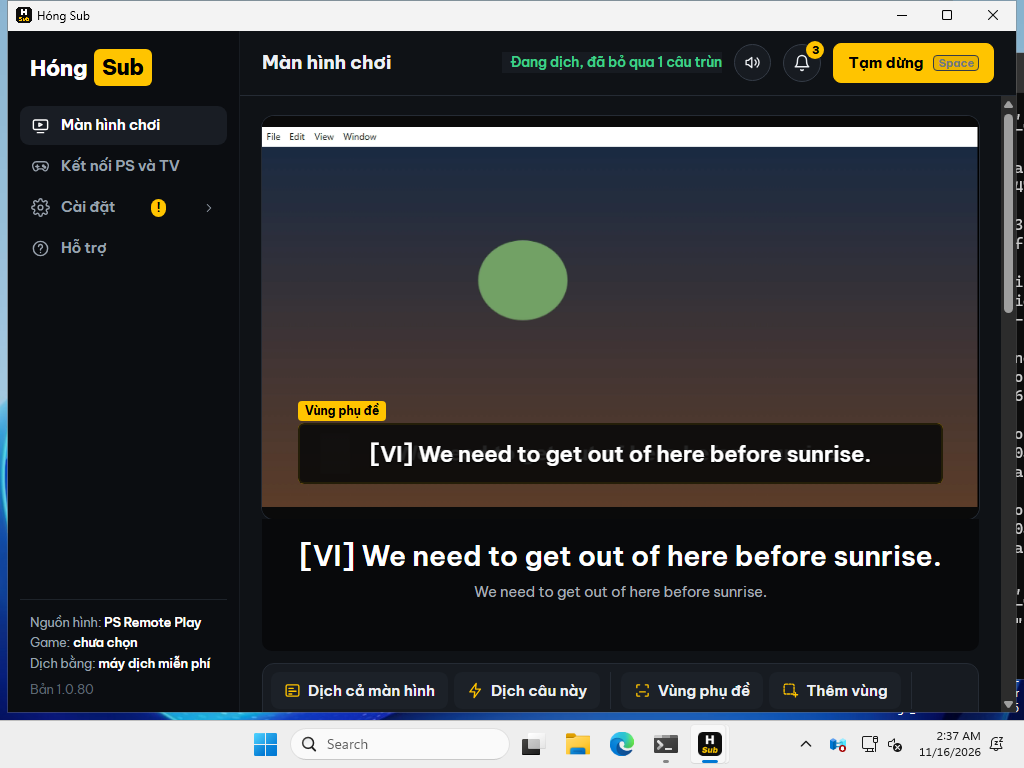 Hóng Sub
Hóng Sub
Màn hình chơi
Kết nối PS và TV
Cài đặt
!
Hỗ trợ
Nguồn hình: PS Remote Play
Game: chưa chọn
Dịch bằng: máy dịch miễn phí
Bản 1.0.80
Màn hình chơi
Đang dịch, đã bỏ qua 1 câu trùn
3
Tạm dừng Space
File Edit View Window
Vùng phụ đề
[VI] We need to get out of here before sunrise.
[VI] We need to get out of here before sunrise.
We need to get out of here before sunrise.
Dịch cả màn hình
Dịch câu này
Vùng phụ đề
Thêm vùng
Search
H
Sub
2:37 AM
11/16/2026